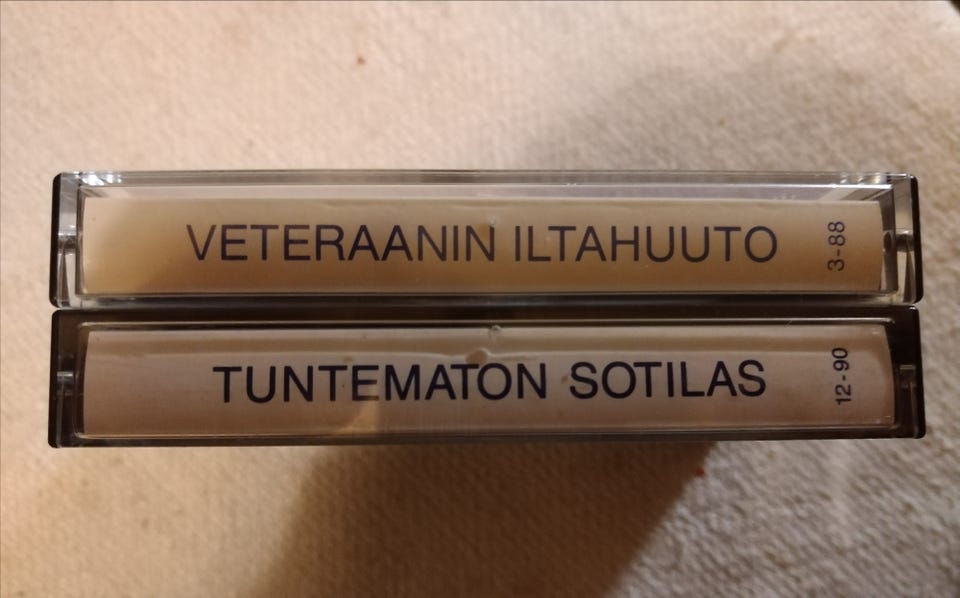 VETERAANIN ILTAHUUTO
3-88
TUNTEMATON SOTILAS
12-90